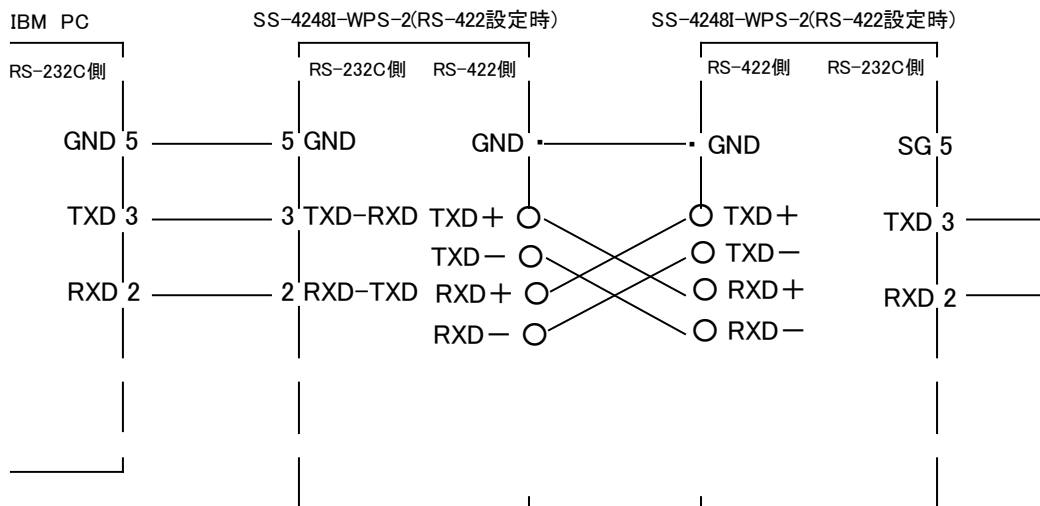 IBM PC SS-4248I-WPS-2(RS-422設定時) SS-4248I-WPS-2(RS-422設定時)
RS-232C側 RS-232C側 RS-422側 RS-422側 RS-232C側
GND 5 5 GND GND GND SG 5
TXD 3 3 TXD-RXD TXD+ TXD+ TXD 3
TXD- TXD-
RXD 2 2 RXD-TXD RXD+ RXD+ RXD 2
RXD- RXD-